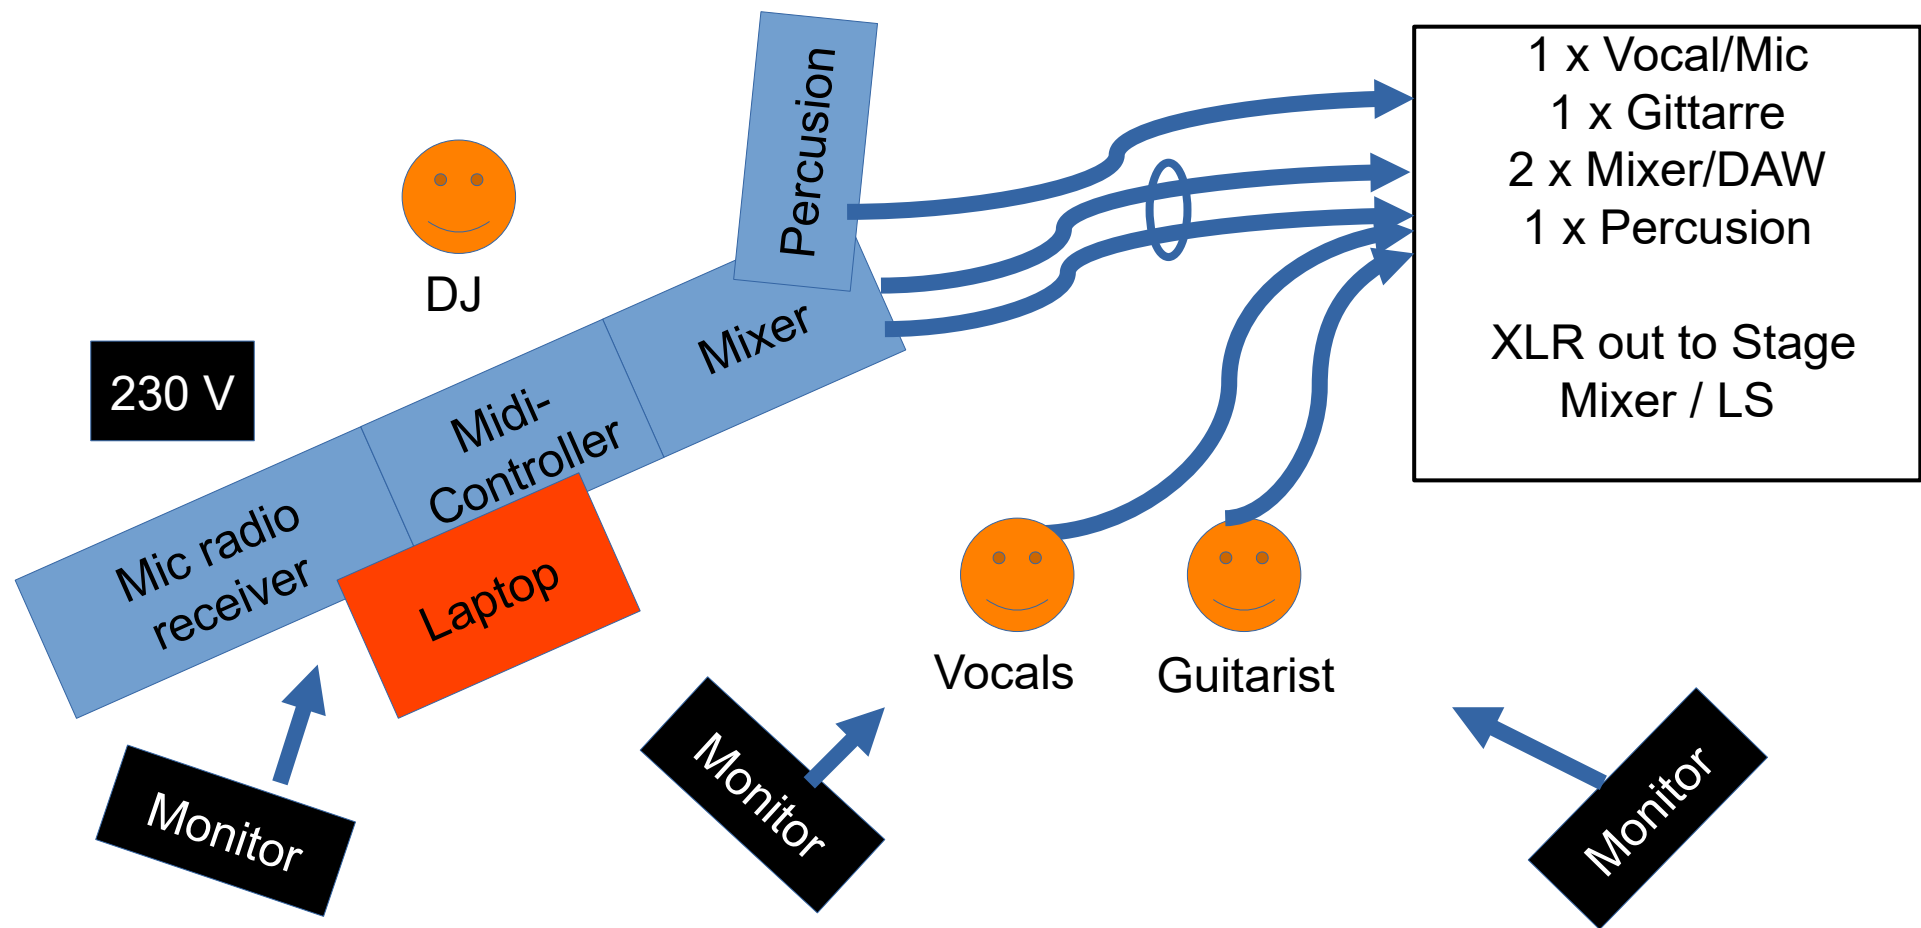 Percusion
1 x Vocal/Mic
1 x Gittarre
2 x Mixer/DAW
1 x Percusion
XLR out to Stage
Mixer / LS
DJ
230 V
Mixer
Midi-
Controller
Mic radio
receiver
Laptop
Vocals
Guitarist
Monitor
Monitor
Monitor